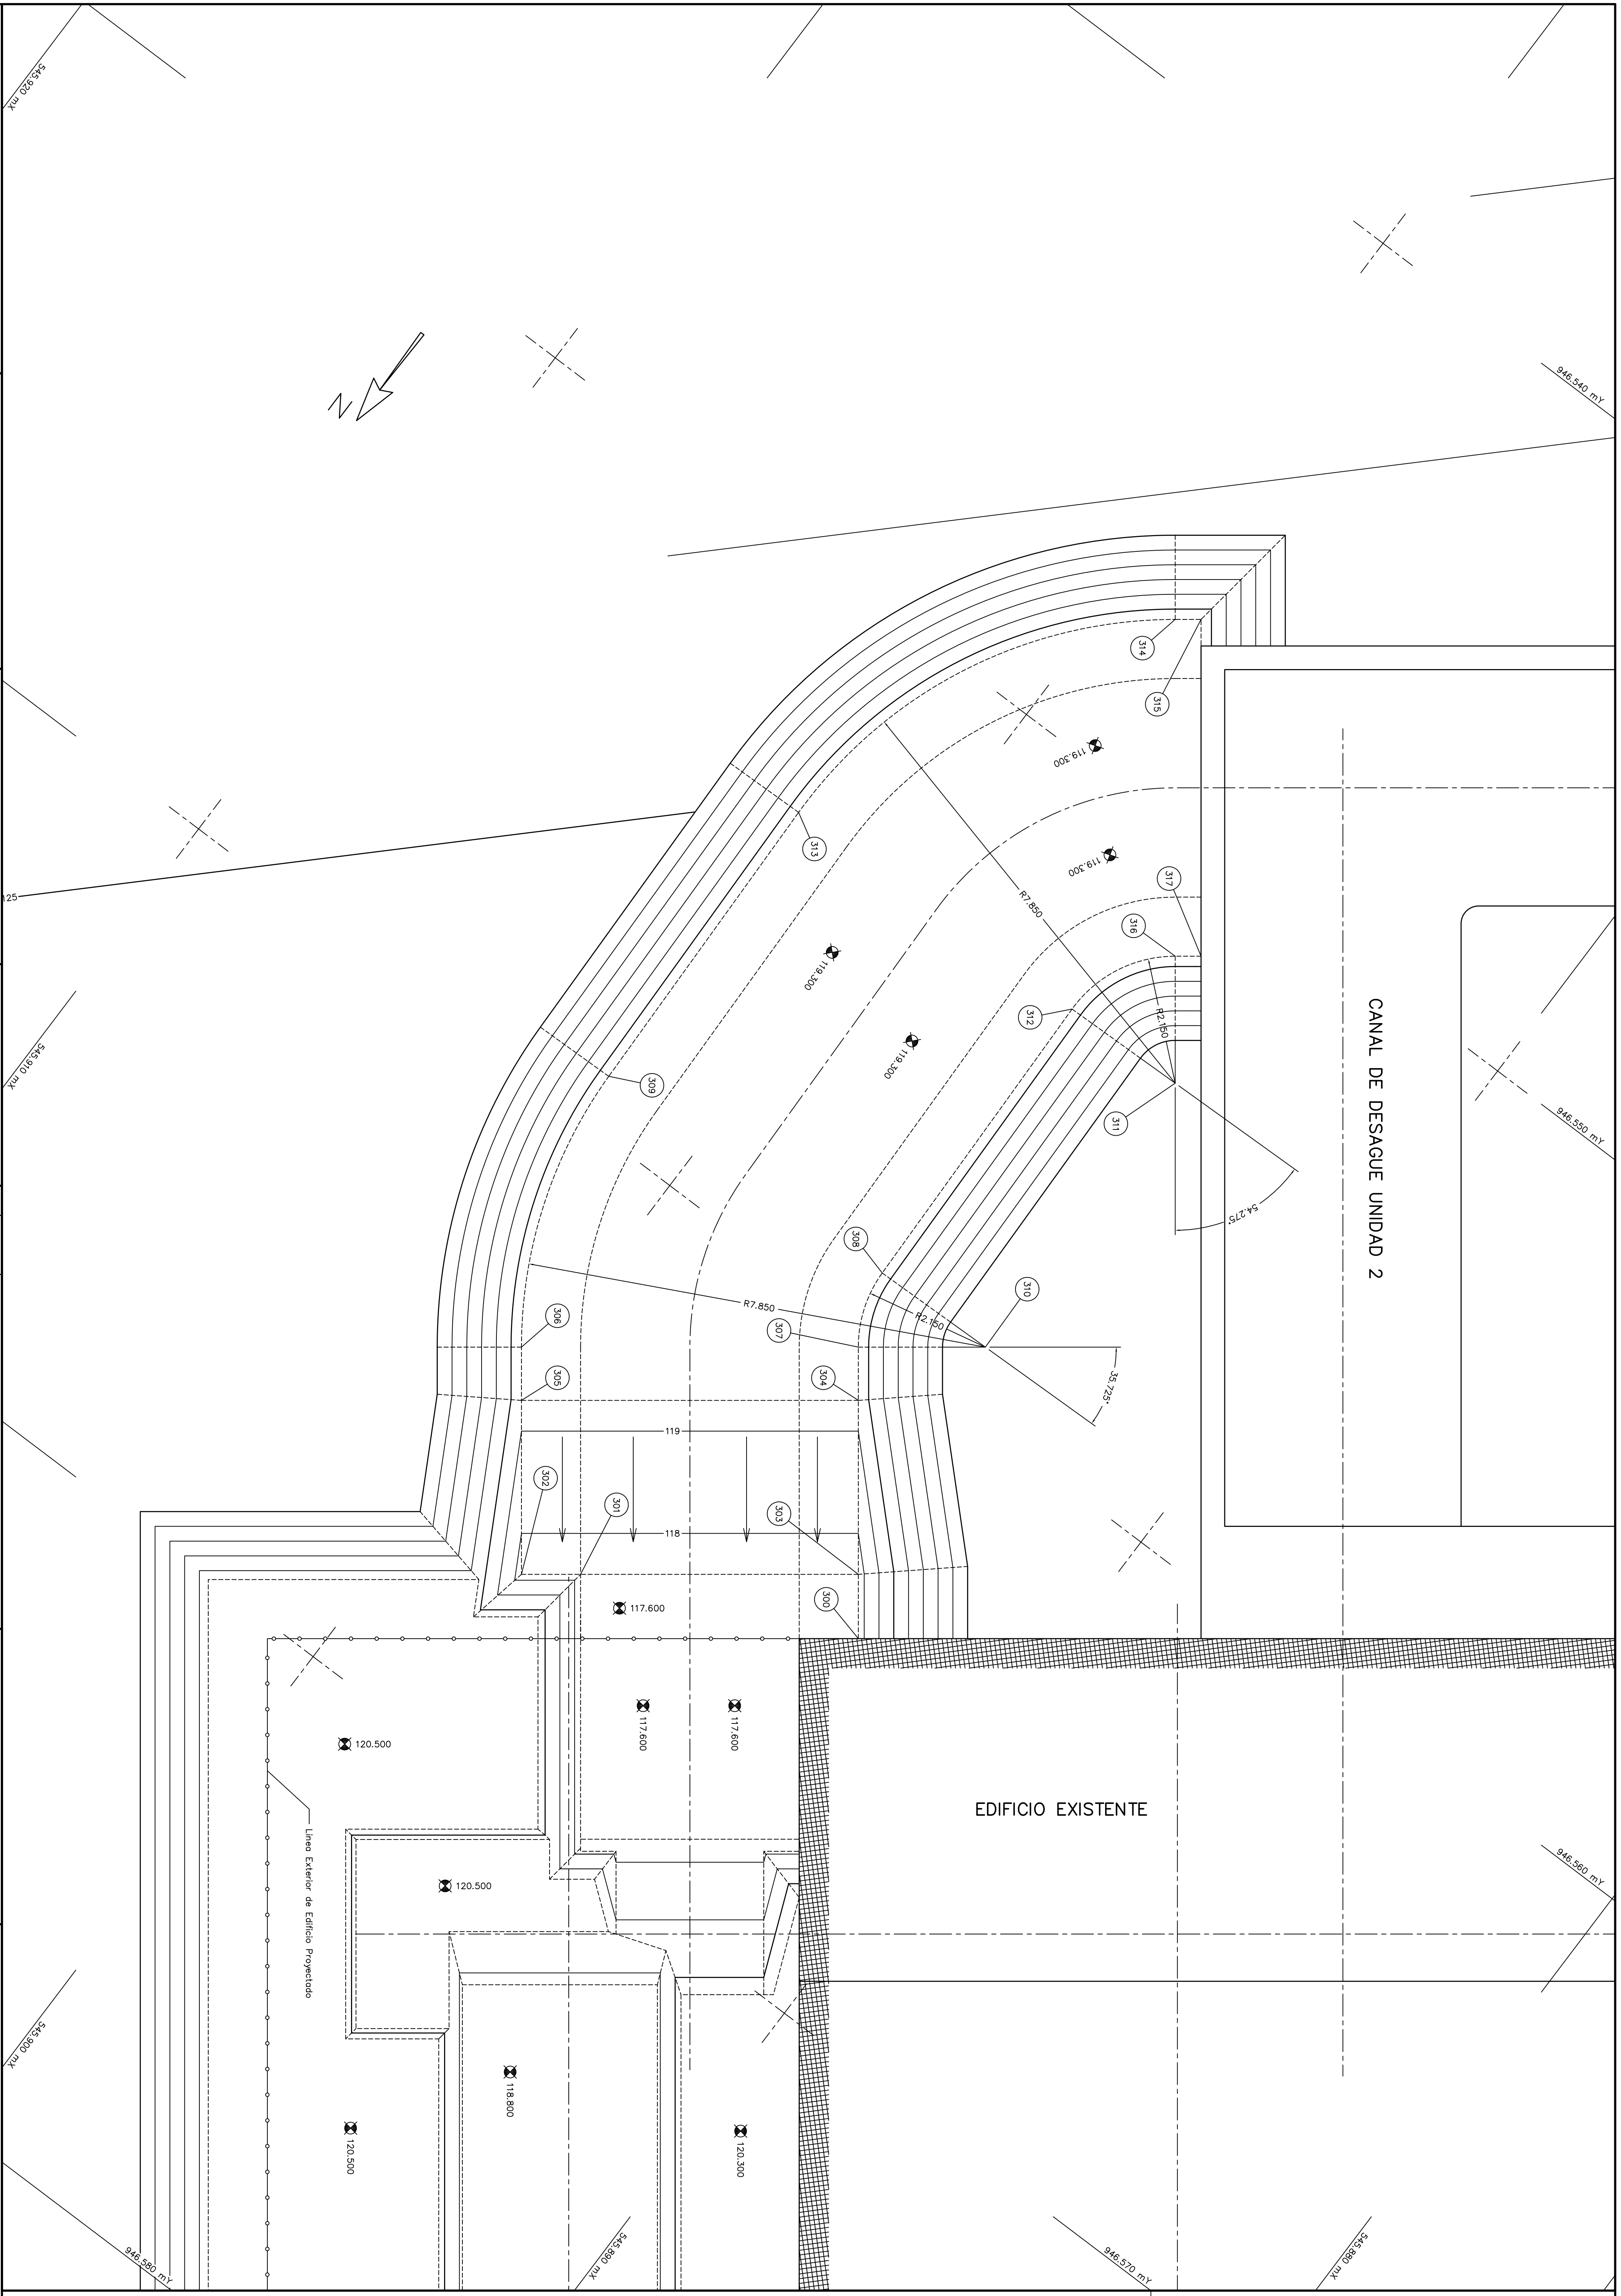 545.920 mX
946.540 mY
N
314
315
119.300
313
119.300
317
R7.850
125
316
119.300
R2.150
312
CANAL DE DESAGUE UNIDAD 2
119.300
545.910 mX
309
311
946.550 mY
54.275°
308
310
R7.850
306
R2.150
307
305
304
35.725°
119
302
301
303
118
300
117.600
117.600
117.600
120.500
EDIFICIO EXISTENTE
Linea Exterior de Edificio Proyectado
946.560 mY
120.500
545.900 mX
118.800
120.500
120.300
946.580 mY
545.890 mX
946.570 mY
545.880 mX